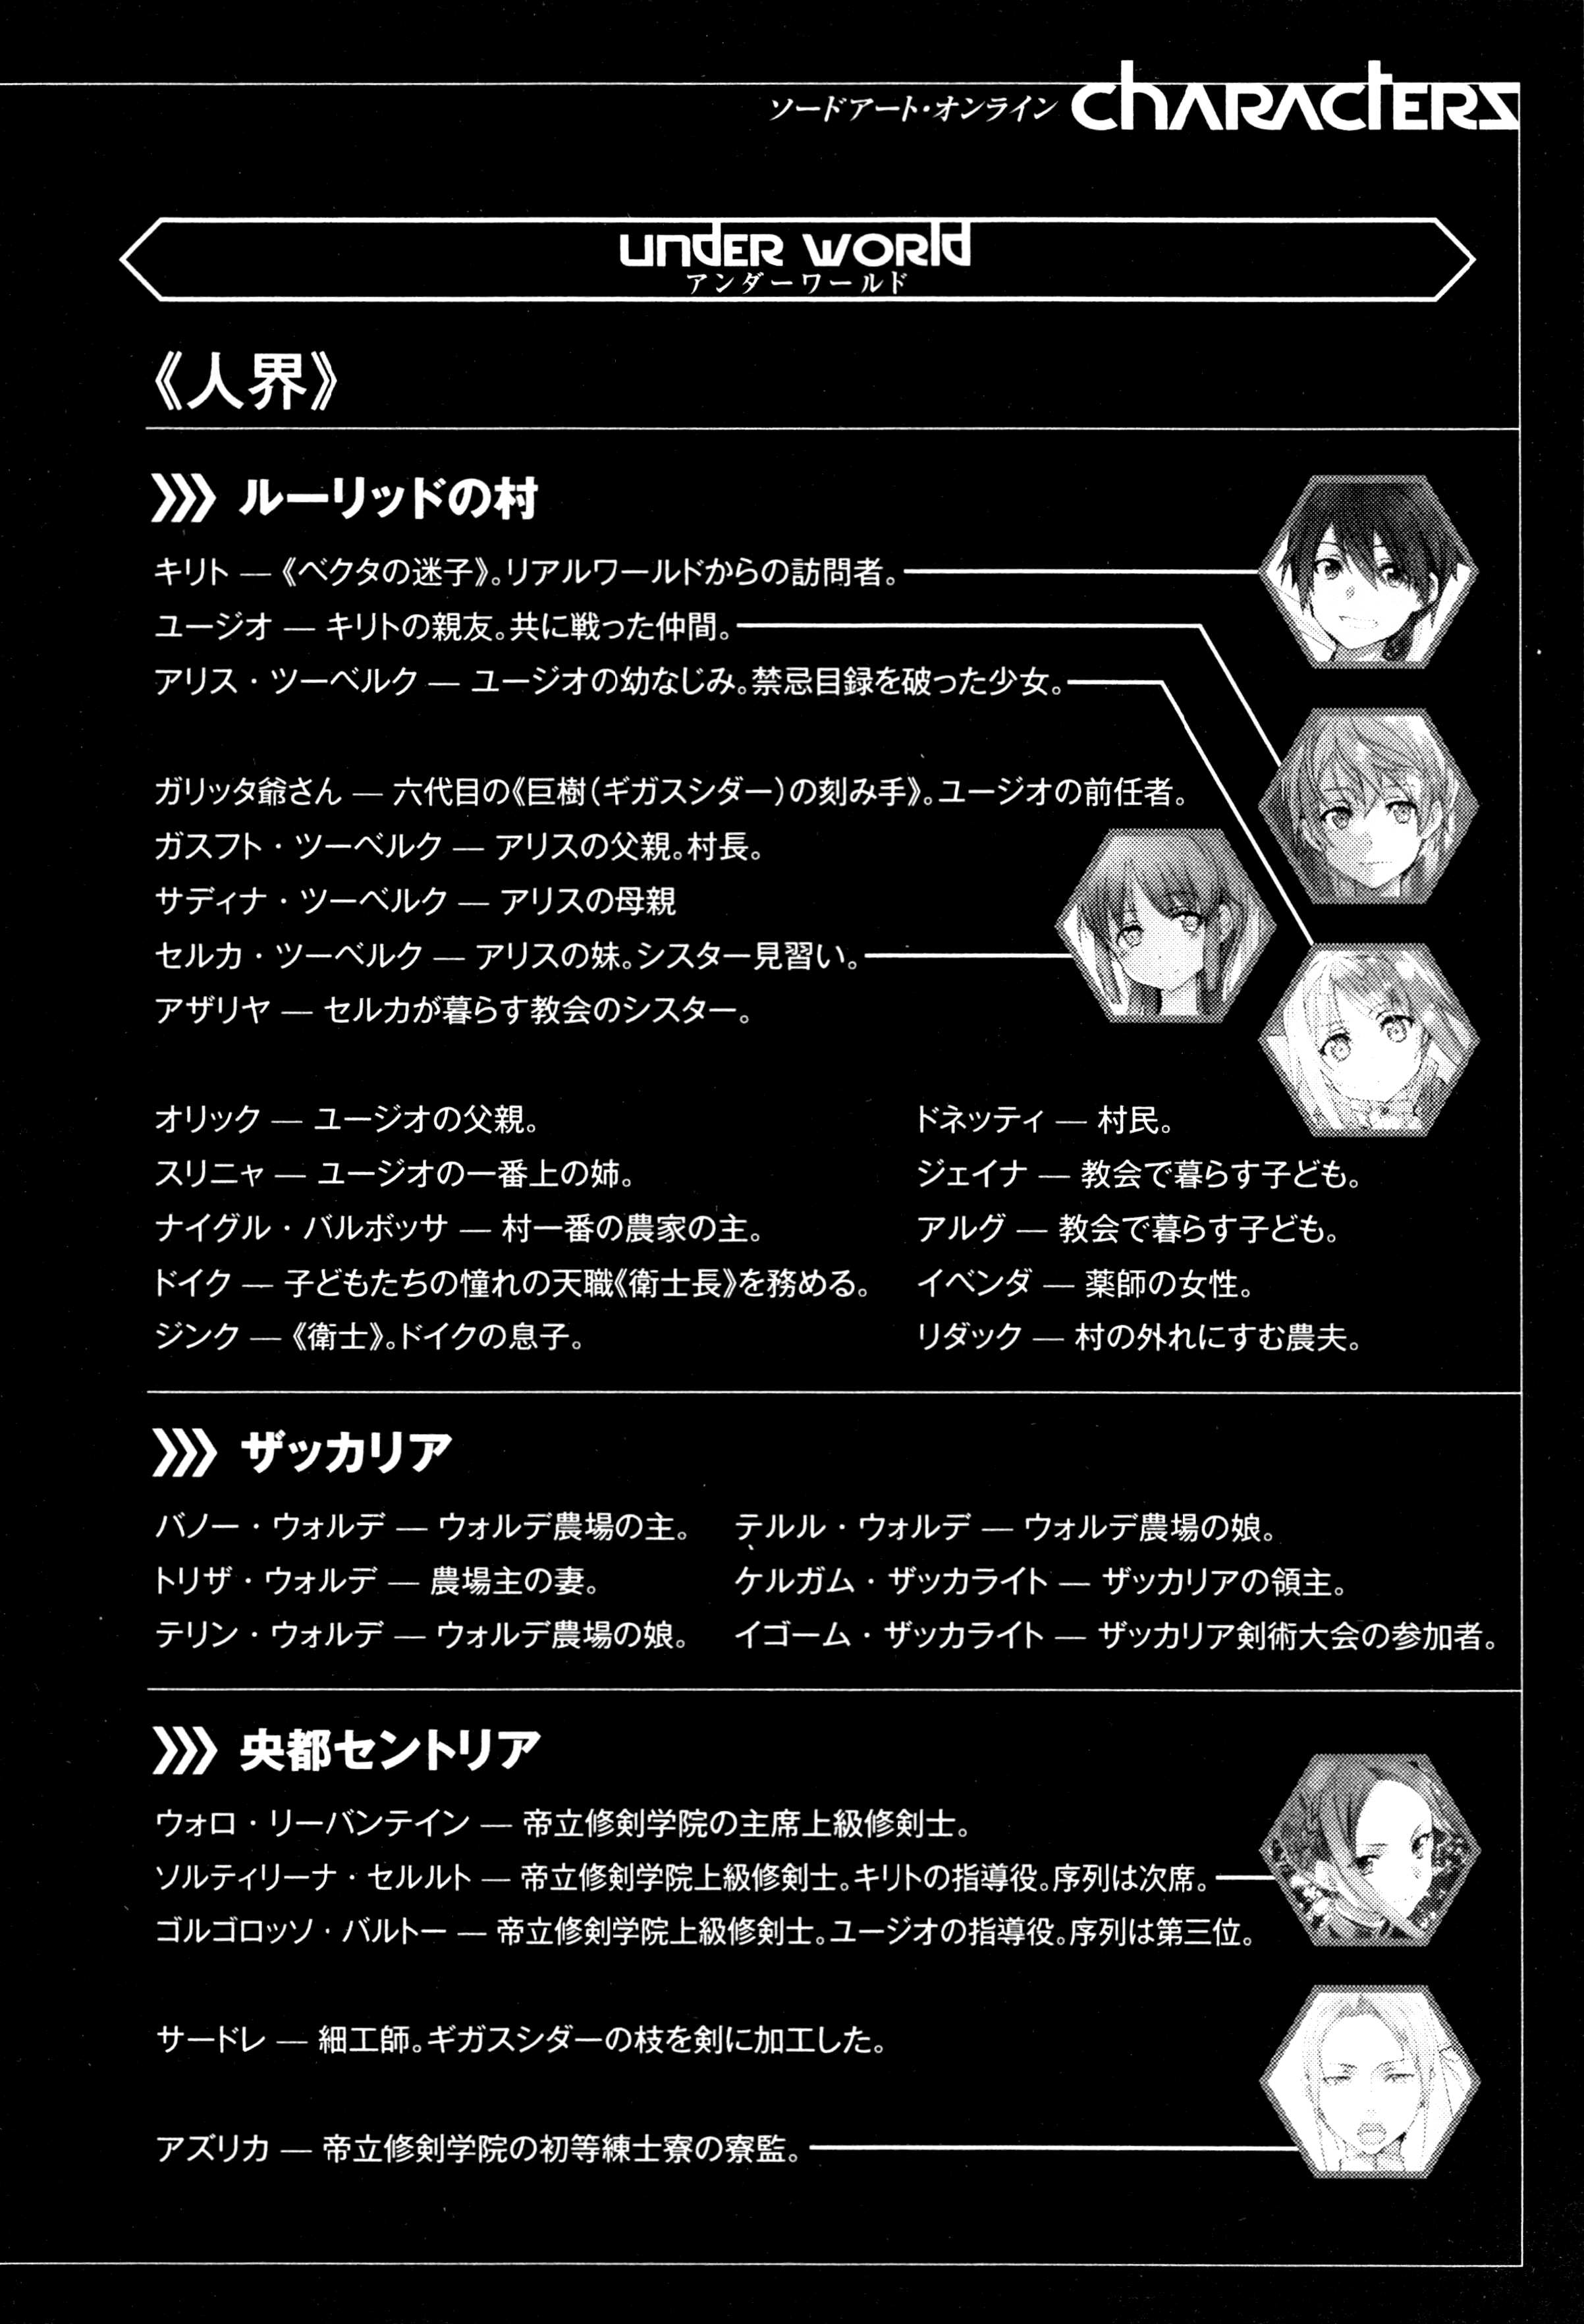 ソードアート・オンライン CHARACTERS
UNDER WORLD
アンダーワールド
《人界》
ルーリッドの村
キリト ― 《ベクタの迷子》。リアルワールドからの訪問者。
ユージオ ― キリトの親友。共に戦った仲間。
アリス・ツーベルク ― ユージオの幼なじみ。禁忌目録を破った少女。
ガリッタ爺さん ― 六代目の《巨樹(ギガスシダー)の刻み手》。ユージオの前任者。
ガスフト・ツーベルク ― アリスの父親。村長。
サディナ・ツーベルク ― アリスの母親
セルカ・ツーベルク ― アリスの妹。シスター見習い。
アザリヤ ― セルカが暮らす教会のシスター。
オリック ― ユージオの父親。
スリニャ ― ユージオの一番上の姉。
ナイグル・バルボッサ ― 村一番の農家の主。
ドイク ― 子どもたちの憧れの天職《衛士長》を務める。
ジンク ― 《衛士》。ドイクの息子。
ドネッティ ― 村民。
ジェイナ ― 教会で暮らす子ども。
アルグ ― 教会で暮らす子ども。
イベンダ ― 薬師の女性。
リダック ― 村の外れにすむ農夫。
ザッカリア
バノー・ウォルデ ― ウォルデ農場の主。
トリザ・ウォルデ ― 農場主の妻。
テリン・ウォルデ ― ウォルデ農場の娘。
テルル・ウォルデ ― ウォルデ農場の娘。
ケルガム・ザッカライト ― ザッカリアの領主。
イゴーム・ザッカライト ― ザッカリア剣術大会の参加者。
央都セントリア
ウォロ・リーバンテイン ― 帝立修剣学院の主席上級修剣士。
ソルティリーナ・セルルト ― 帝立修剣学院上級修剣士。キリトの指導役。序列は次席。
ゴルゴロッソ・バルトー ― 帝立修剣学院上級修剣士。ユージオの指導役。序列は第三位。
サードレ ― 細工師。ギガスシダーの枝を剣に加工した。
アズリカ ― 帝立修剣学院の初等練士寮の寮監。